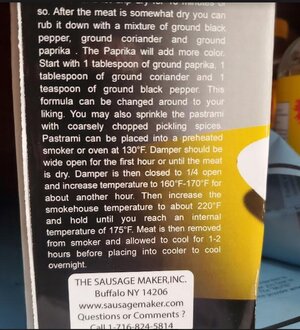 so. After the meat is somewhat dry you can
rub it down with a mixture of ground black
pepper, ground coriander and ground
paprika . The Paprika will add more color.
Start with 1 tablespoon of ground paprika, 1
tablespoon of ground coriander and 1
teaspoon of ground black pepper. This
formula can be changed around to your
liking. You may also sprinkle the pastrami
with coarsely chopped pickling spices.
Pastrami can be placed into a preheated
smoker or oven at 130°F. Damper should be
wide open for the first hour or until the meat
is dry. Damper is then closed to 1/4 open
and increase temperature to 160°F-170°F for
about another hour. Then increase the
smokehouse temperature to about 220°F
and hold until you reach an internal
temperature of 175°F. Meat is then removed
from smoker and allowed to cool for 1-2
hours before placing into cooler to cool
overnight.
THE SAUSAGE MAKER,INC.
Buffalo NY 14206
www.sausagemaker.com
Questions or Comments ?
Call 1-716-824-5814